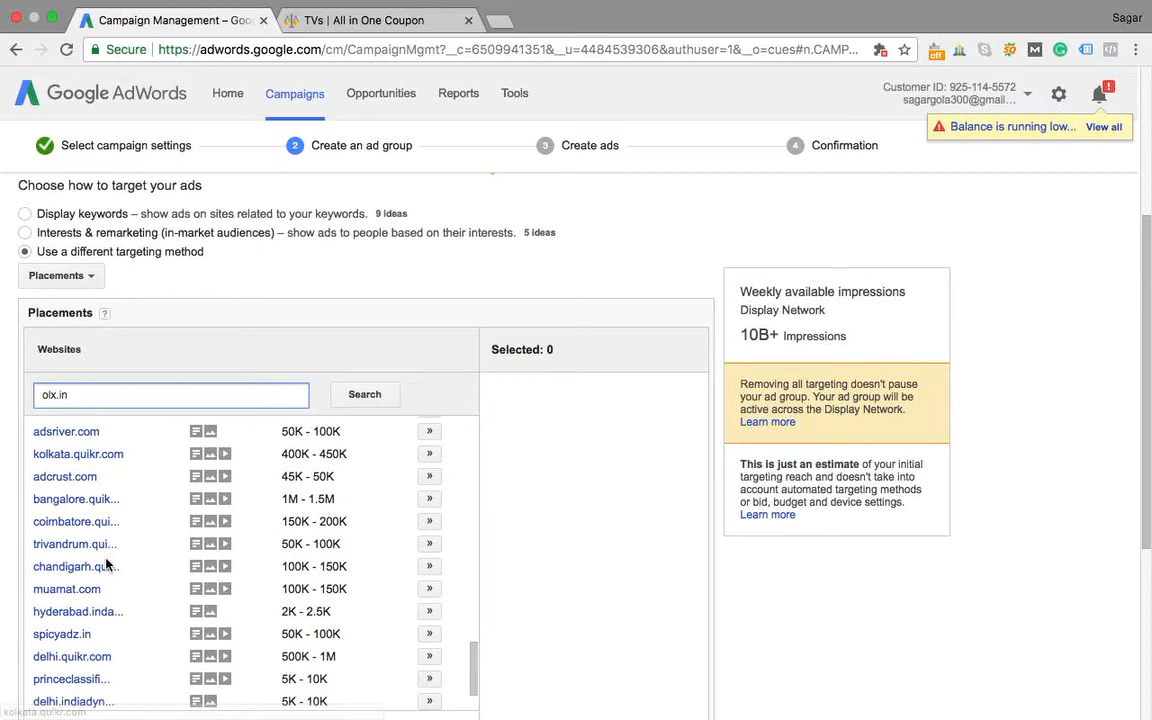 Campaign Management – Goo
TVs | All in One Coupon
Sagar
Secure https://adwords.google.com/cm/CampaignMgmt?__c=6509941351&__u=4484539306&authuser=1&__o=cues#n.CAMP...
Google AdWords
Home
Campaigns
Opportunities
Reports
Tools
Customer ID: 925-114-5572
sagargola300@gmail...
!
Balance is running low... View all
Select campaign settings
2 Create an ad group
3 Create ads
4 Confirmation
Choose how to target your ads
Display keywords – show ads on sites related to your keywords. 9 ideas
Interests & remarketing (in-market audiences) – show ads to people based on their interests. 5 ideas
Use a different targeting method
Placements
Placements ?
Websites
Selected: 0
olx.in
Search
adsriver.com 50K - 100K »
kolkata.quikr.com 400K - 450K »
adcrust.com 45K - 50K »
bangalore.quik... 1M - 1.5M »
coimbatore.qui... 150K - 200K »
trivandrum.qui... 50K - 100K »
chandigarh.qu... 100K - 150K »
muamat.com 100K - 150K »
hyderabad.inda... 2K - 2.5K »
spicyadz.in 50K - 100K »
delhi.quikr.com 500K - 1M »
princeclassifi... 5K - 10K »
delhi.indiadyn... 5K - 10K »
Weekly available impressions
Display Network
10B+ Impressions
Removing all targeting doesn't pause
your ad group. Your ad group will be
active across the Display Network.
Learn more
This is just an estimate of your initial
targeting reach and doesn't take into
account automated targeting methods
or bid, budget and device settings.
Learn more
kolkata.quikr.com